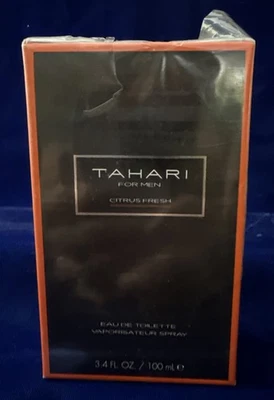 TAHARI
FOR MEN
CITRUS FRESH
EAU DE TOILETTE
VAPORISATEUR SPRAY
3.4 FL. OZ. / 100 mL e